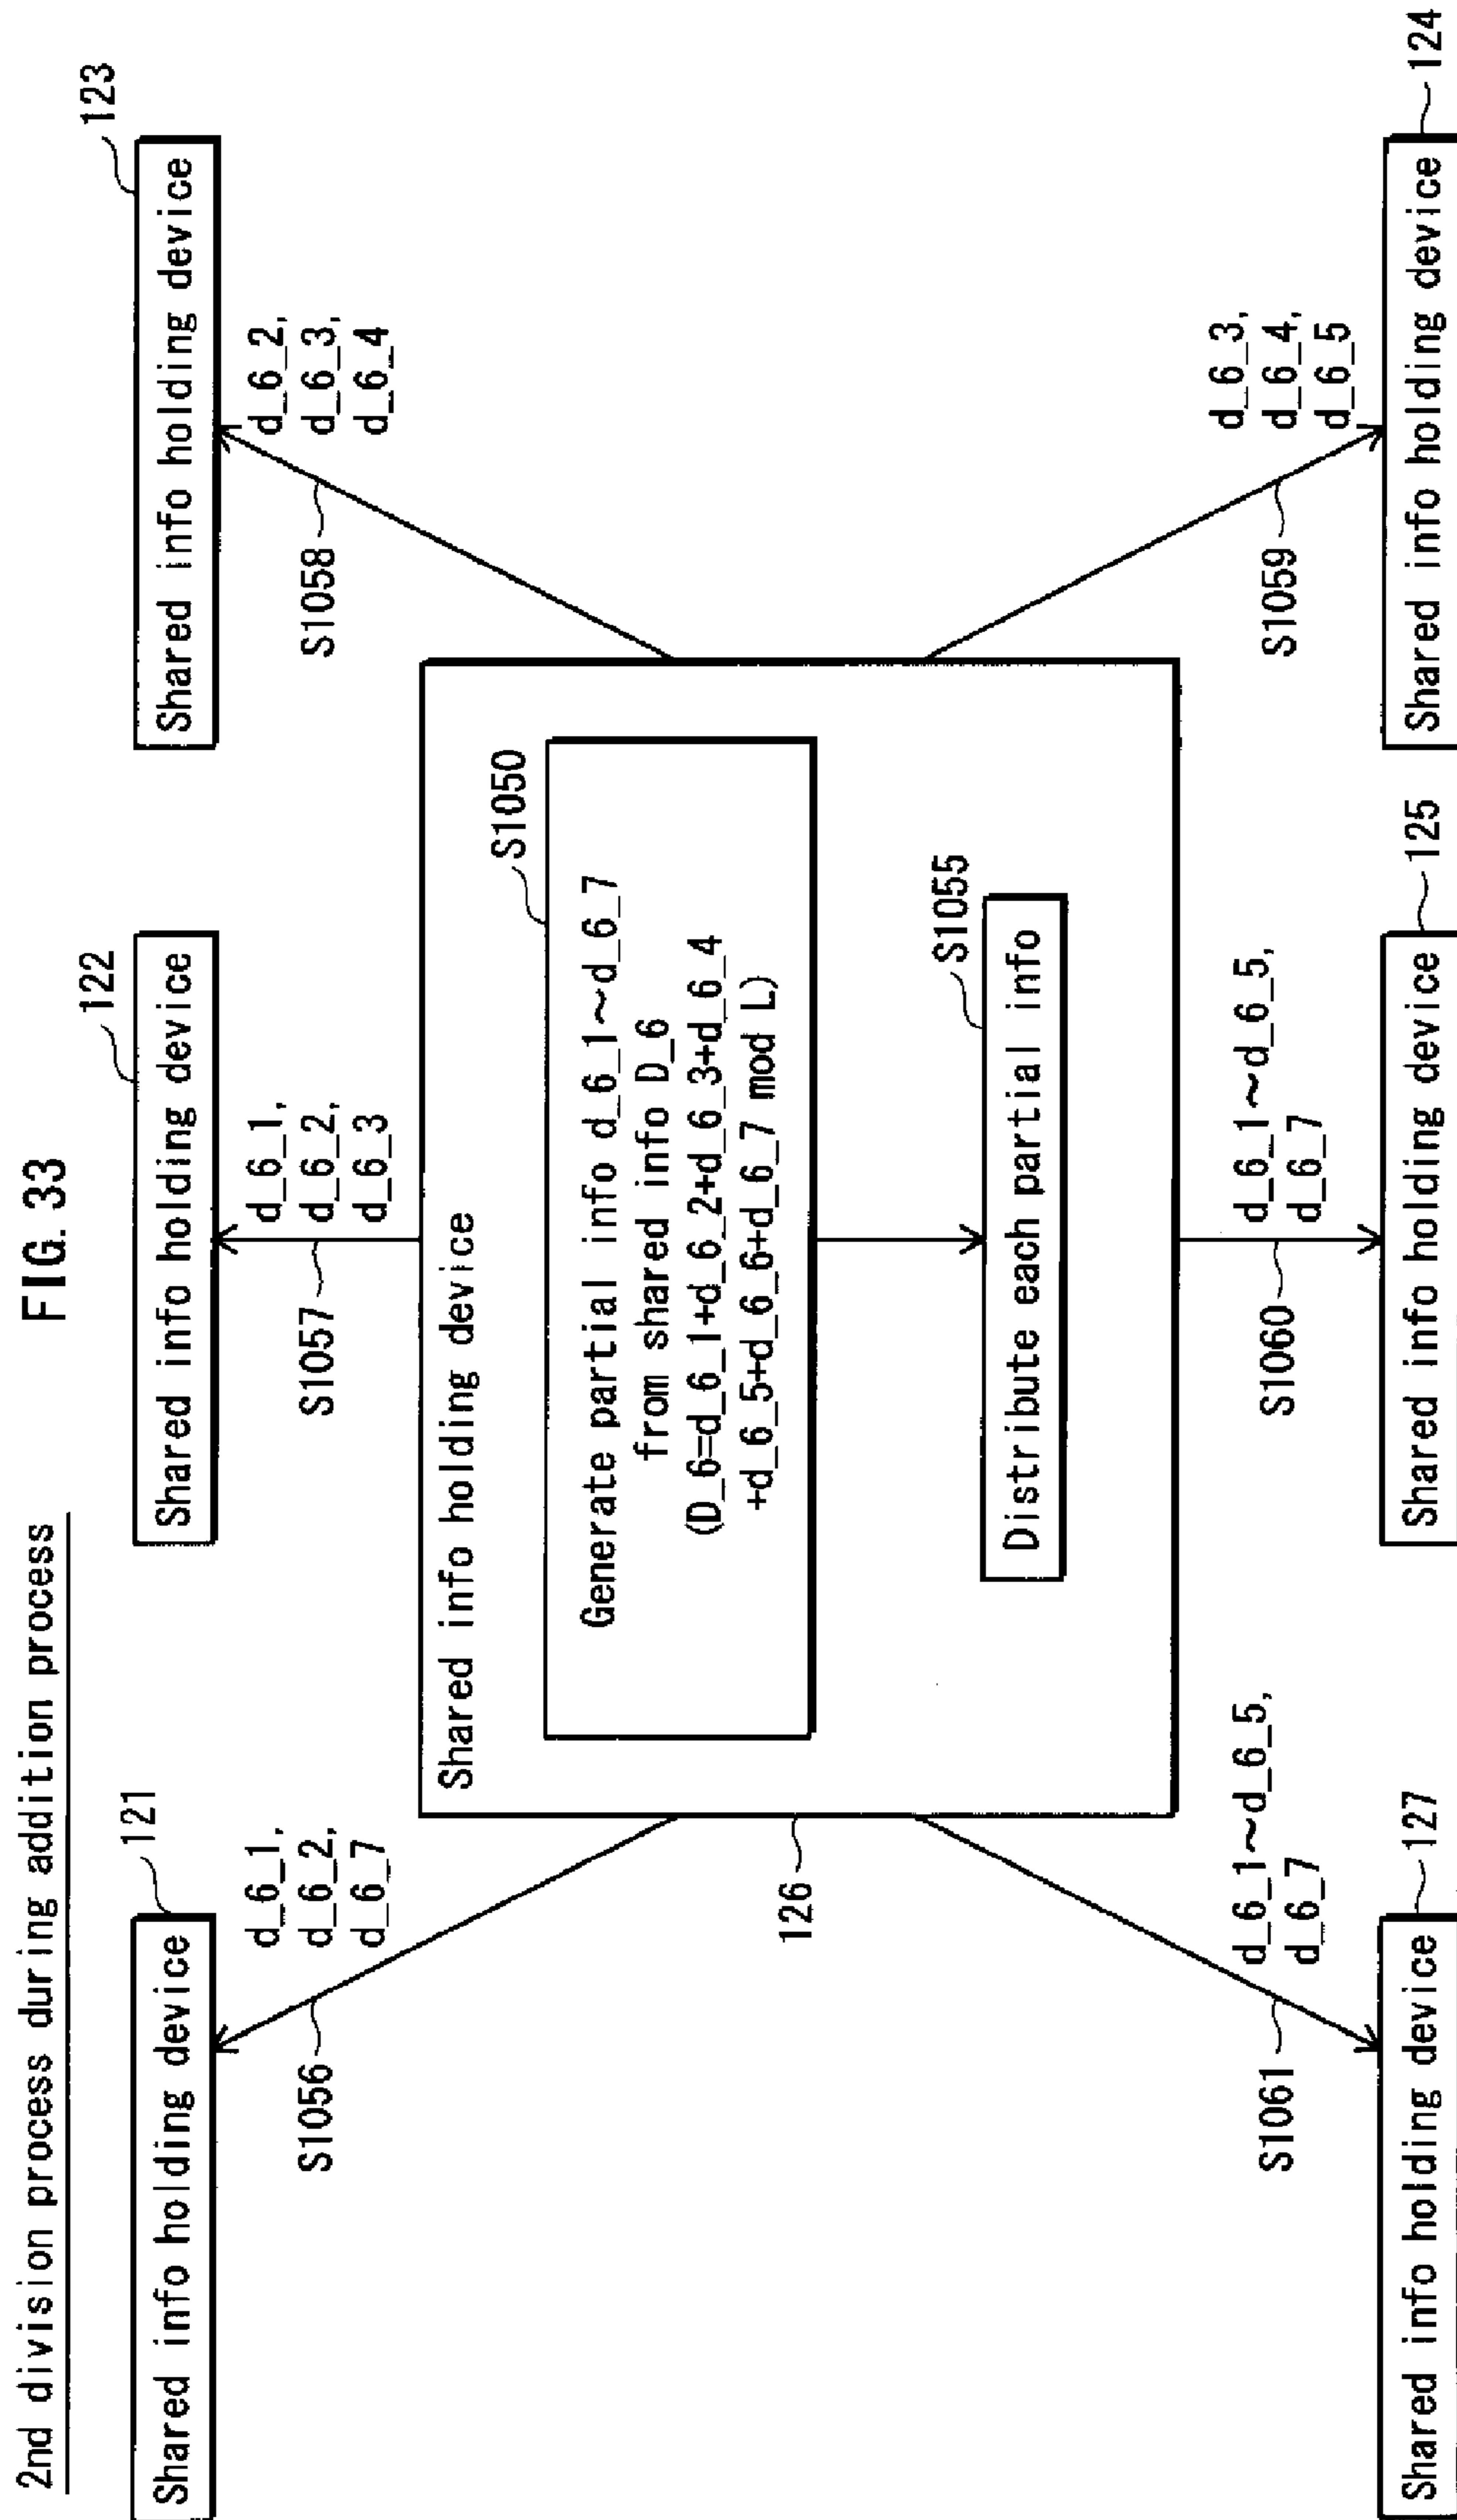 FIG. 33
2nd division process during addition process
121
Shared info holding device
122
Shared info holding device
123
Shared info holding device
d_6_1,
d_6_2,
d_6_7
S1056
d_6_1,
d_6_2,
d_6_3
S1057
d_6_2,
d_6_3,
d_6_4
S1058
Shared info holding device
S1050
Generate partial info d_6_1~d_6_7
from shared info D_6
(D_6=d_6_1+d_6_2+d_6_3+d_6_4
+d_6_5+d_6_6+d_6_7 mod L)
S1055
Distribute each partial info
126
d_6_1~d_6_5,
d_6_7
S1061
d_6_1~d_6_5,
d_6_7
S1060
d_6_3,
d_6_4,
d_6_5
S1059
127
Shared info holding device
125
Shared info holding device
124
Shared info holding device